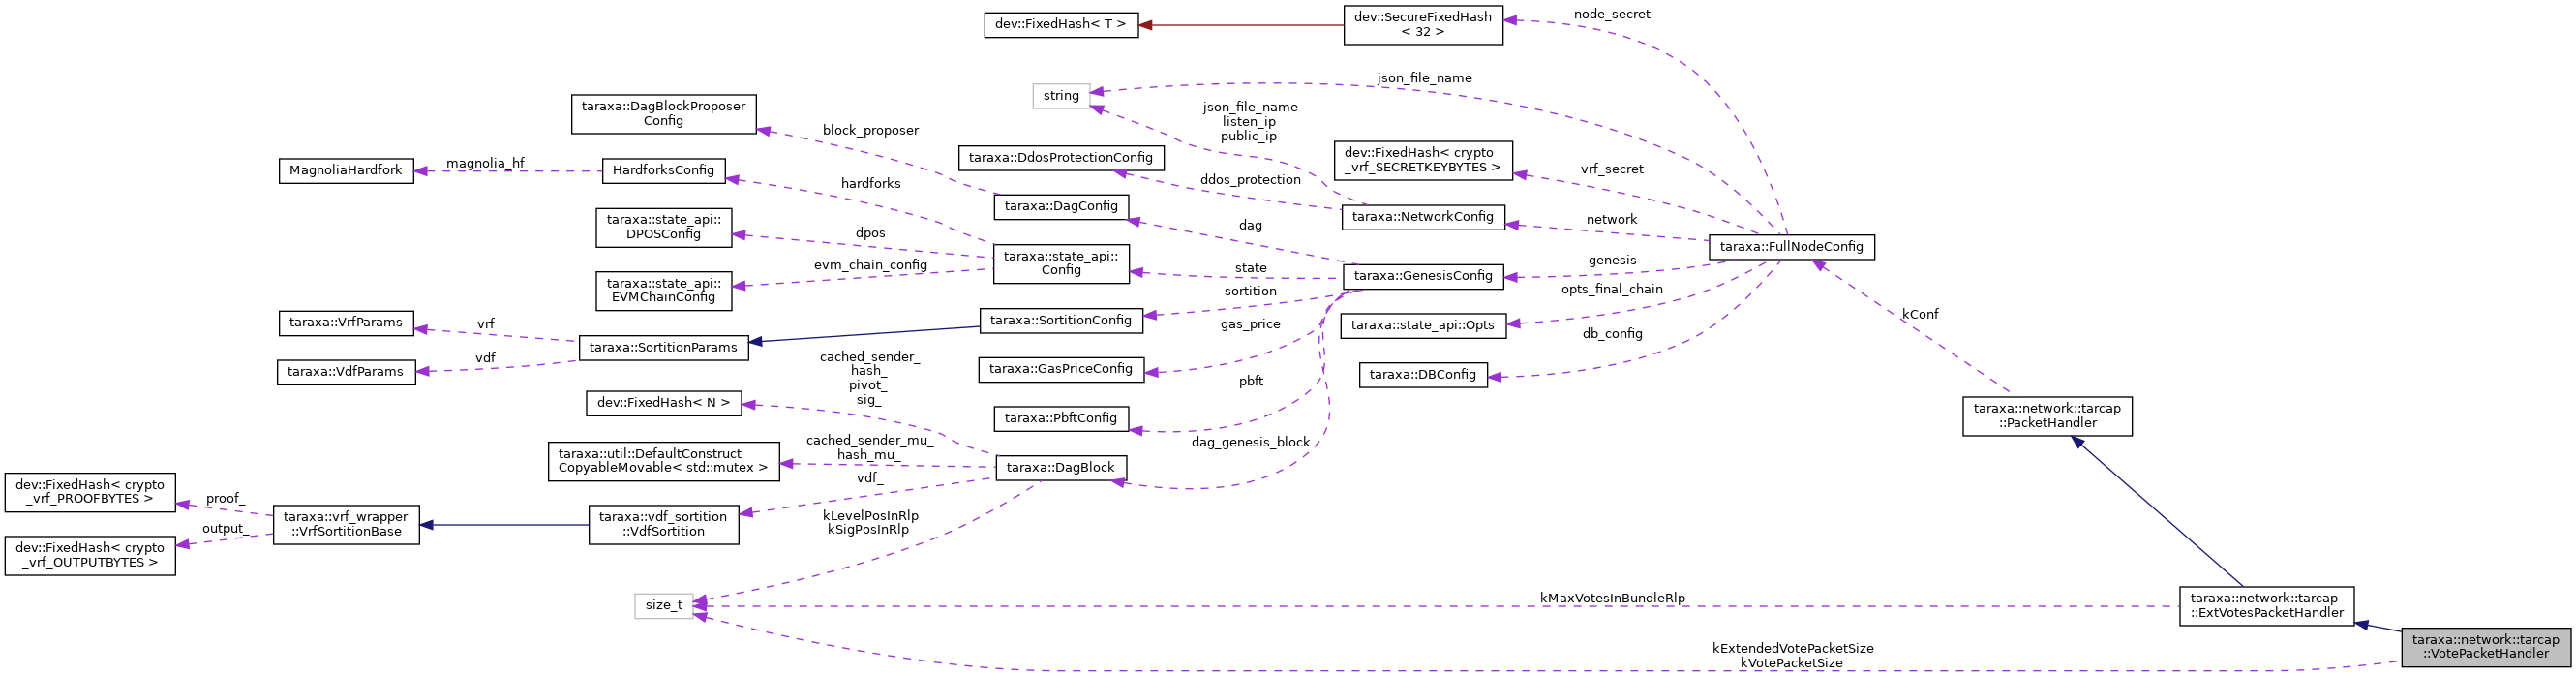 dev::FixedHash< T >
dev::SecureFixedHash
< 32 >
node_secret
string
json_file_name
json_file_name
listen_ip
public_ip
taraxa::DagBlockProposer
Config
block_proposer
MagnoliaHardfork
magnolia_hf
HardforksConfig
hardforks
taraxa::DdosProtectionConfig
ddos_protection
dev::FixedHash< crypto
_vrf_SECRETKEYBYTES >
vrf_secret
taraxa::DagConfig
dag
taraxa::NetworkConfig
network
taraxa::FullNodeConfig
taraxa::state_api::
DPOSConfig
dpos
taraxa::state_api::
Config
evm_chain_config
taraxa::state_api::
EVMChainConfig
state
taraxa::GenesisConfig
genesis
sortition
opts_final_chain
taraxa::state_api::Opts
taraxa::VrfParams
vrf
taraxa::SortitionParams
taraxa::SortitionConfig
gas_price
db_config
kConf
taraxa::VdfParams
vdf
taraxa::GasPriceConfig
taraxa::DBConfig
pbft
cached_sender_
hash_
pivot_
sig_
dev::FixedHash< N >
taraxa::PbftConfig
taraxa::network::tarcap
::PacketHandler
dag_genesis_block
taraxa::util::DefaultConstruct
CopyableMovable< std::mutex >
cached_sender_mu_
hash_mu_
taraxa::DagBlock
vdf_
dev::FixedHash< crypto
_vrf_PROOFBYTES >
proof_
taraxa::vrf_wrapper
::VrfSortitionBase
taraxa::vdf_sortition
::VdfSortition
kLevelPosInRlp
kSigPosInRlp
output_
dev::FixedHash< crypto
_vrf_OUTPUTBYTES >
size_t
kMaxVotesInBundleRlp
taraxa::network::tarcap
::ExtVotesPacketHandler
kExtendedVotePacketSize
kVotePacketSize
taraxa::network::tarcap
::VotePacketHandler